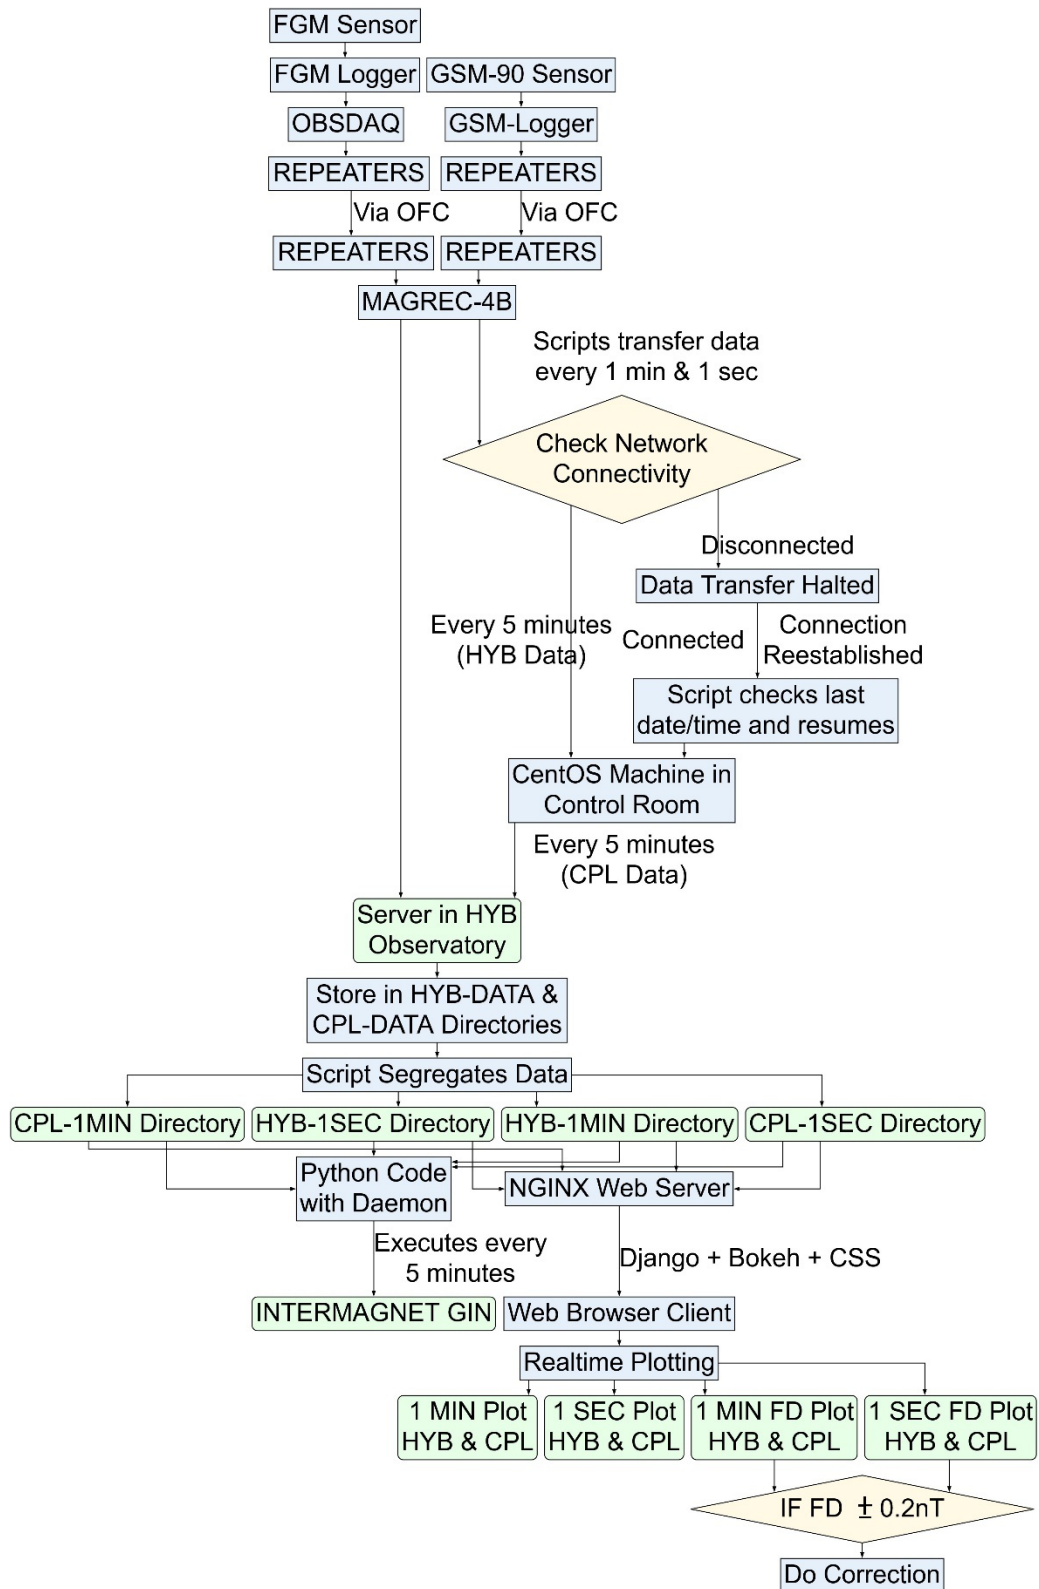 FGM Sensor
FGM Logger
GSM-90 Sensor
OBSDAQ
GSM-Logger
REPEATERS
REPEATERS
Via OFC
Via OFC
REPEATERS
REPEATERS
MAGREC-4B
Scripts transfer data
every 1 min & 1 sec
Check Network
Connectivity
Disconnected
Data Transfer Halted
Every 5 minutes
(HYB Data)
Connected
Connection
Reestablished
Script checks last
date/time and resumes
CentOS Machine in
Control Room
Every 5 minutes
(CPL Data)
Server in HYB
Observatory
Store in HYB-DATA &
CPL-DATA Directories
Script Segregates Data
CPL-1MIN Directory
HYB-1SEC Directory
HYB-1MIN Directory
CPL-1SEC Directory
Python Code
with Daemon
NGINX Web Server
Executes every
5 minutes
Django + Bokeh + CSS
INTERMAGNET GIN
Web Browser Client
Realtime Plotting
1 MIN Plot
HYB & CPL
1 SEC Plot
HYB & CPL
1 MIN FD Plot
HYB & CPL
1 SEC FD Plot
HYB & CPL
IF FD ± 0.2nT
Do Correction